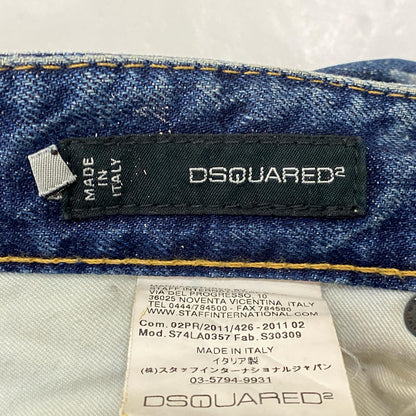 MADE
IN
ITALY
DSQUARED²
STAFF INTERNATIONAL
VIA DEL PROGRESSO, 10
36025 NOVENTA VICENTINA, ITALY
TEL 0444/784500 - FAX 784580
WWW.STAFFINTERNATIONAL.COM
Com. 02PR/2011/426 - 2011 02
Mod. S74LA0357 Fab. S30309
MADE IN ITALY
イタリア製
(株)スタッフインターナショナルジャパン
03-5794-9931
DSQUARED²